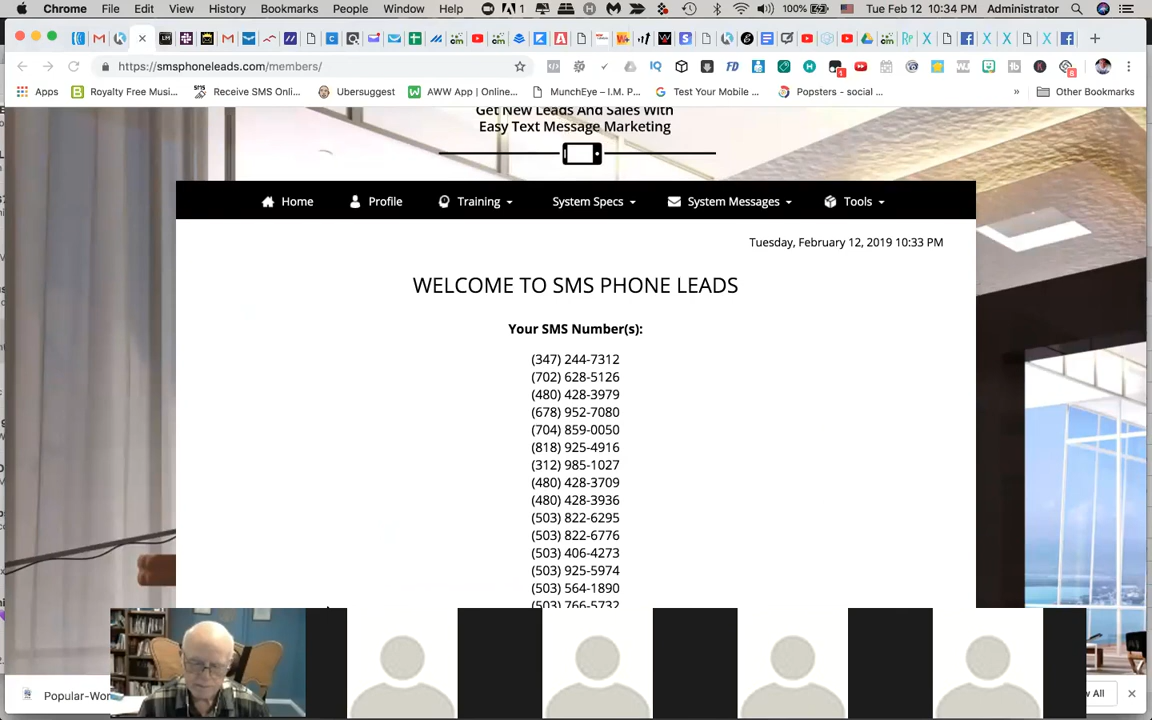 Chrome File Edit View History Bookmarks People Window Help 1 100% Tue Feb 12 10:34 PM Administrator
https://smsphoneleads.com/members/
Apps Royalty Free Musi... Receive SMS Onli... Ubersuggest AWW App | Online... MunchEye – I.M. P... Test Your Mobile ... Popsters - social ... » Other Bookmarks
Get New Leads And Sales With
Easy Text Message Marketing
Home Profile Training System Specs System Messages Tools
Tuesday, February 12, 2019 10:33 PM
WELCOME TO SMS PHONE LEADS
Your SMS Number(s):
(347) 244-7312
(702) 628-5126
(480) 428-3979
(678) 952-7080
(704) 859-0050
(818) 925-4916
(312) 985-1027
(480) 428-3709
(480) 428-3936
(503) 822-6295
(503) 822-6776
(503) 406-4273
(503) 925-5974
(503) 564-1890
(503) 766-5732
Popular-Wor
All